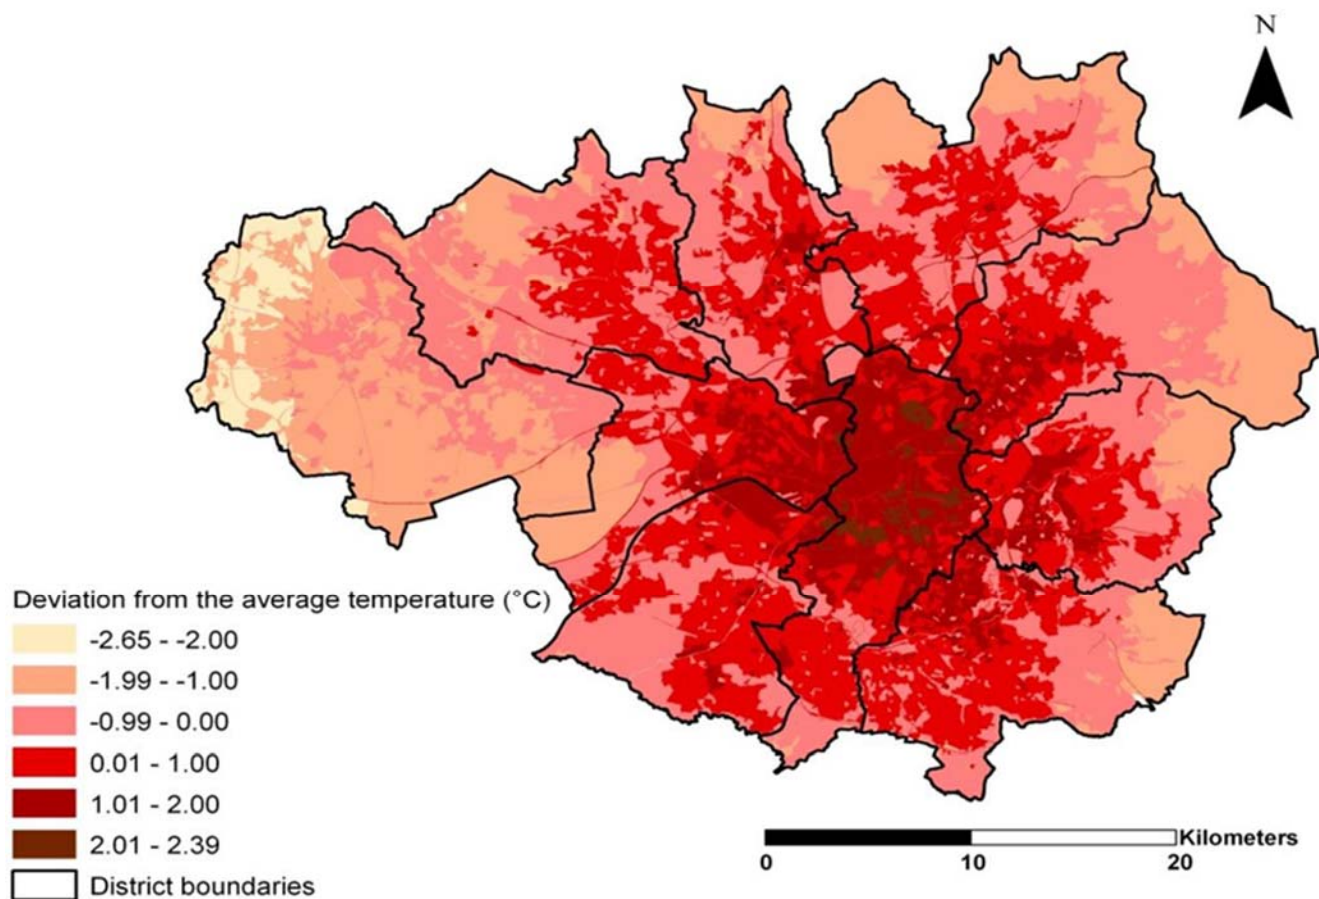 N
Deviation from the average temperature (°C)
-2.65 - -2.00
-1.99 - -1.00
-0.99 - 0.00
0.01 - 1.00
1.01 - 2.00
2.01 - 2.39
District boundaries
Kilometers
0 10 20